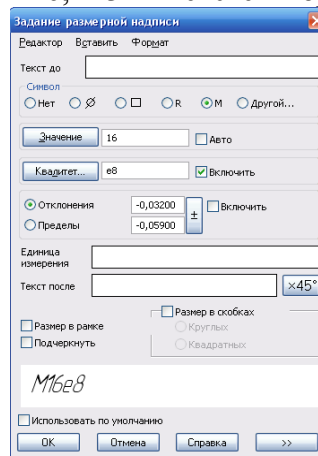 Задание размерной надписи
Редактор Вставить Формат
Текст до
Символ
Нет Ø □ R М Другой...
Значение 16 Авто
Квалитет... e8 Включить
Отклонения -0,03200 ± Включить
Пределы -0,05900
Единица измерения
Текст после ×45°
Размер в скобках
Размер в рамке Круглых
Подчеркнуть Квадратных
М16е8
Использовать по умолчанию
OK Отмена Справка >>